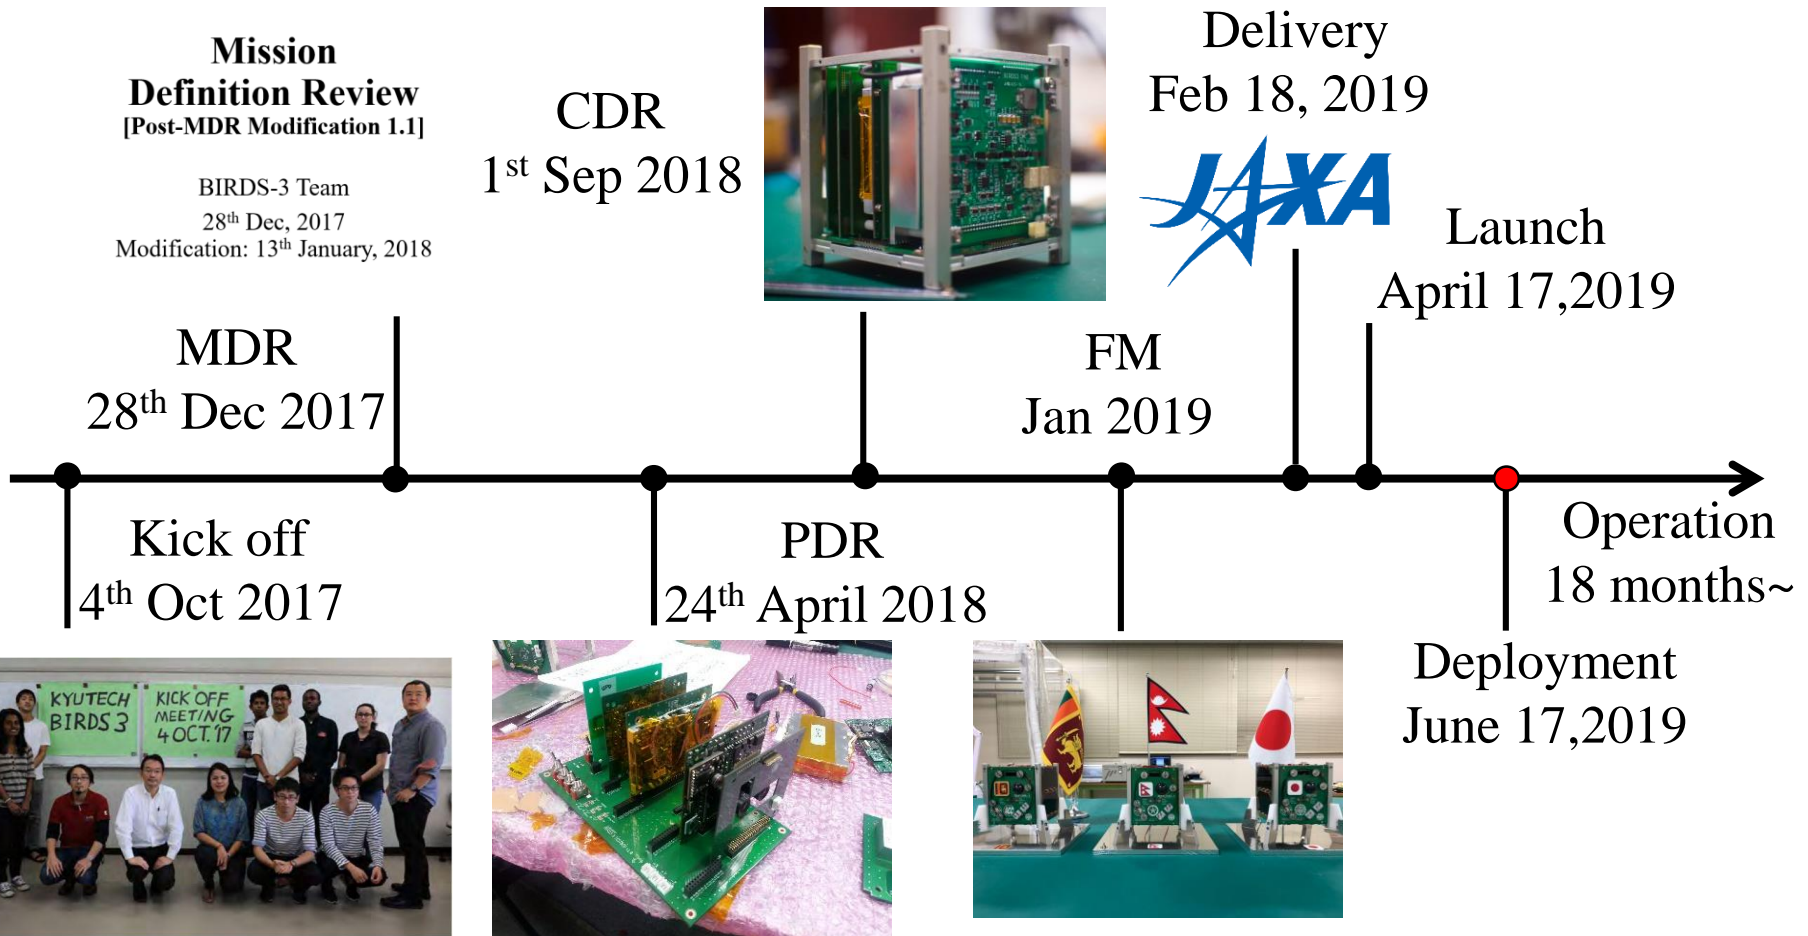 Mission
Definition Review
[Post-MDR Modification 1.1]
BIRDS-3 Team
28th Dec, 2017
Modification: 13th January, 2018
CDR
1st Sep 2018
Delivery
Feb 18, 2019
JAXA
Launch
April 17,2019
MDR
28th Dec 2017
FM
Jan 2019
Kick off
4th Oct 2017
PDR
24th April 2018
Operation
18 months~
Deployment
June 17,2019
KYUTECH
BIRDS 3
KICK OFF
MEETING
4 OCT. 17